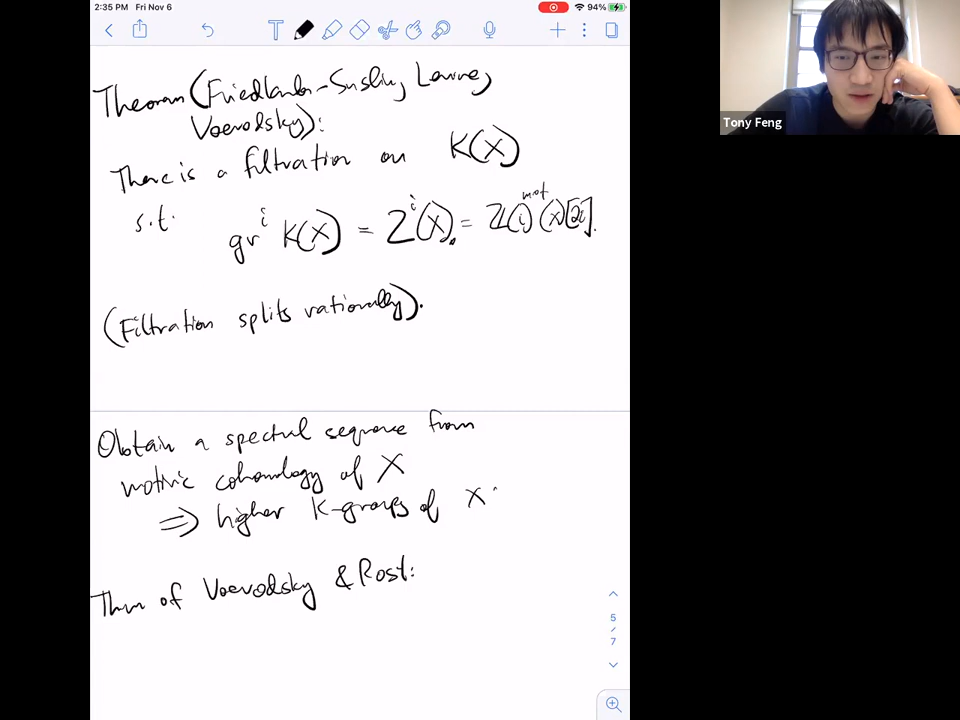 2:35 PM Fri Nov 6
94%
Tony Feng
Theorem (Friedlander-Suslin, Levine,
Voevodsky):
There is a filtration on K(X)
s.t. gr^i K(X) = Z^i(X). = Z(i)^mot (X)[2i].
(Filtration splits rationally).
Obtain a spectral sequence from
motivic cohomology of X
⇒ higher K-groups of X.
Thm of Voevodsky & Rost:
5
/
7